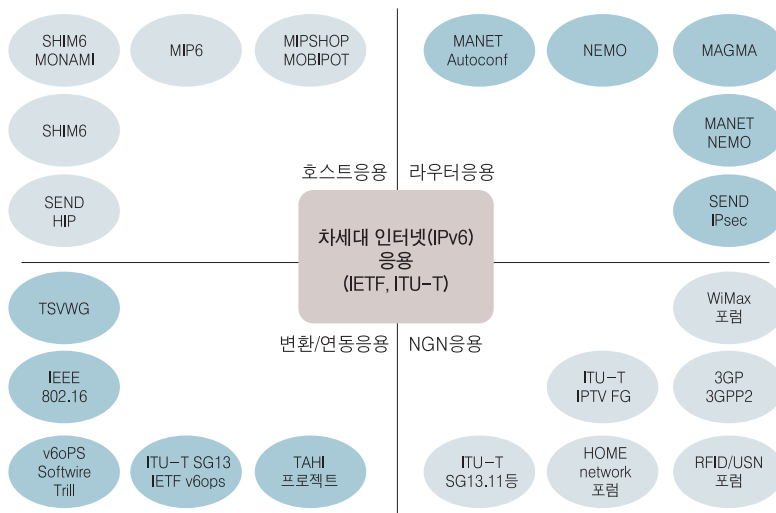 SHIM6
MONAMI
MIP6
MIPSHOP
MOBIPOT
SHIM6
SEND
HIP
호스트응용
MANET
Autoconf
NEMO
MAGMA
MANET
NEMO
SEND
IPsec
라우터응용
차세대 인터넷(IPv6)
응용
(IETF, ITU-T)
변환/연동응용
TSVWG
IEEE
802.16
v6oPS
Softwire
Trill
ITU-T SG13
IETF v6ops
TAHI
프로젝트
NGN응용
WiMax
포럼
ITU-T
IPTV FG
3GP
3GPP2
ITU-T
SG13.11등
HOME
network
포럼
RFID/USN
포럼